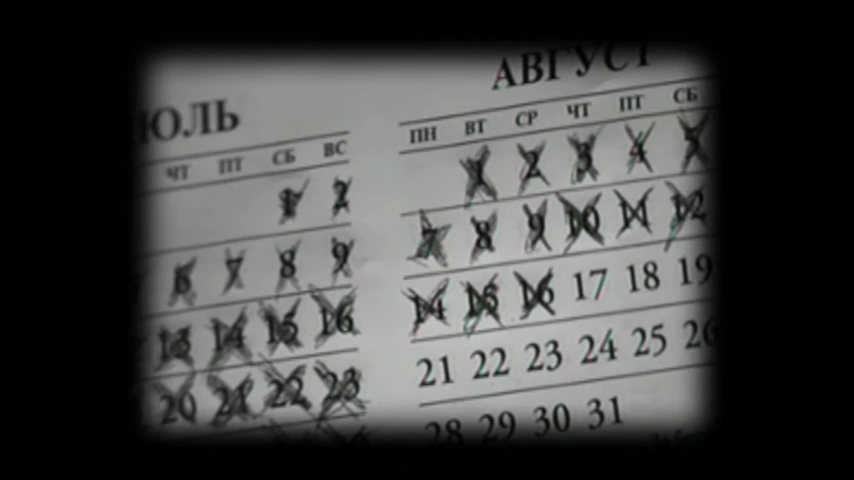 ЮЛЬ
ЧТ ПТ СБ ВС
1 2
6 7 8 9
13 14 15 16
20 21 22 23
АВГУСТ
ПН ВТ СР ЧТ ПТ СБ
1 2 3 4 5
7 8 9 10 11 12
14 15 16 17 18 19
21 22 23 24 25 26
28 29 30 31